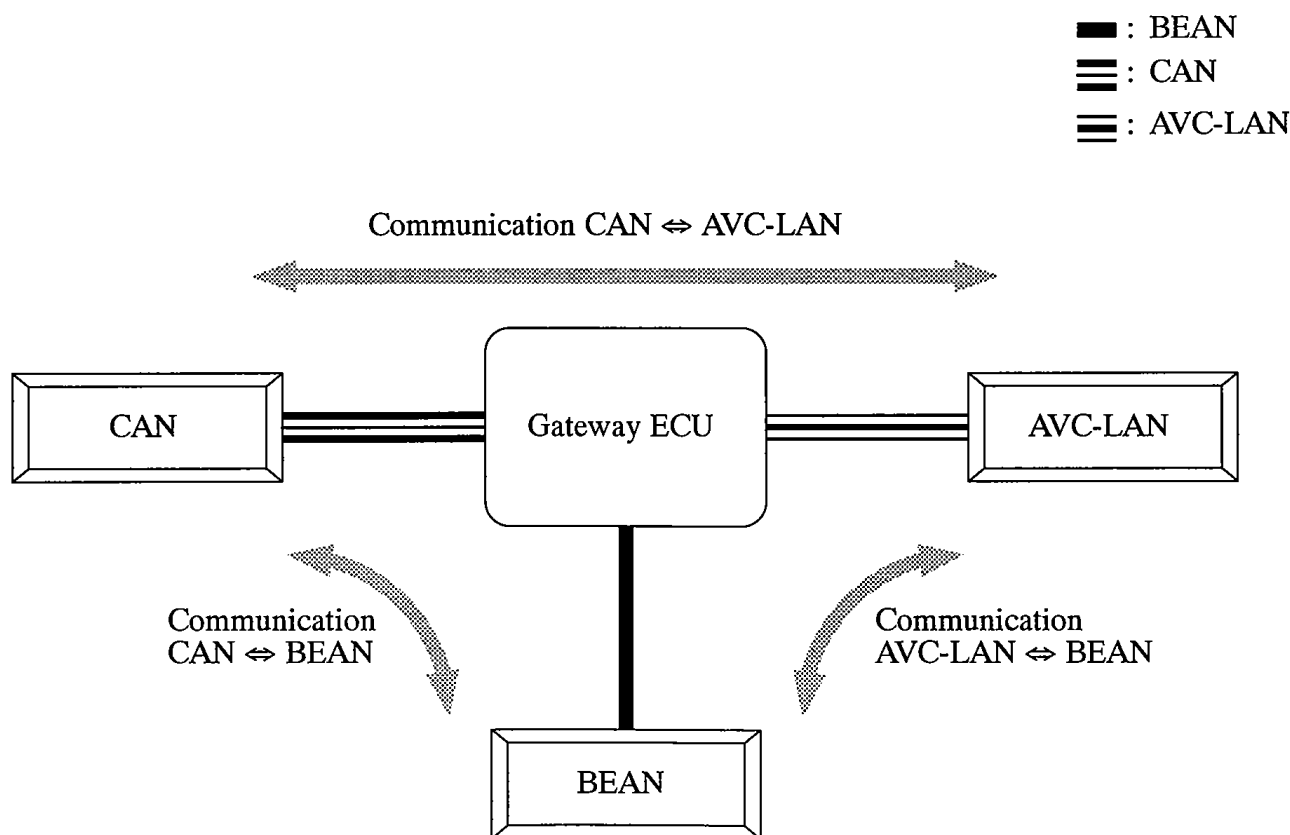 : BEAN
: CAN
: AVC-LAN
Communication CAN ⇔ AVC-LAN
CAN
Gateway ECU
AVC-LAN
Communication
CAN ⇔ BEAN
Communication
AVC-LAN ⇔ BEAN
BEAN